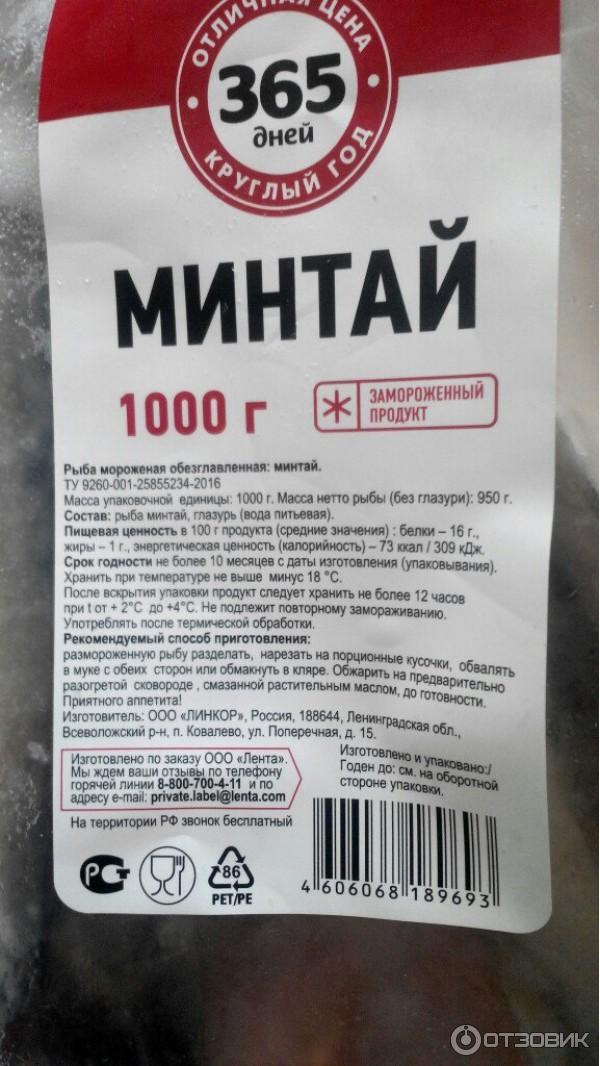 ОТЛИЧНАЯ ЦЕНА
365
дней
КРУГЛЫЙ ГОД
МИНТАЙ
1000 г
ЗАМОРОЖЕННЫЙ
ПРОДУКТ
Рыба мороженая обезглавленная: минтай.
ТУ 9260-001-25855234-2016
Масса упаковочной единицы: 1000 г. Масса нетто рыбы (без глазури): 950 г.
Состав: рыба минтай, глазурь (вода питьевая).
Пищевая ценность в 100 г продукта (средние значения) : белки – 16 г.,
жиры – 1 г., энергетическая ценность (калорийность) – 73 ккал / 309 кДж.
Срок годности не более 10 месяцев с даты изготовления (упаковывания).
Хранить при температуре не выше минус 18 °С.
После вскрытия упаковки продукт следует хранить не более 12 часов
при t от + 2°С до +4°С. Не подлежит повторному замораживанию.
Употреблять после термической обработки.
Рекомендуемый способ приготовления:
размороженную рыбу разделать, нарезать на порционные кусочки, обвалять
в муке с обеих сторон или обмакнуть в кляре. Обжарить на предварительно
разогретой сковороде , смазанной растительным маслом, до готовности.
Приятного аппетита!
Изготовитель: ООО «ЛИНКОР», Россия, 188644, Ленинградская обл.,
Всеволожский р-н, п. Ковалево, ул. Поперечная, д. 15.
Изготовлено по заказу ООО «Лента».
Мы ждем ваши отзывы по телефону
горячей линии 8-800-700-4-11 и по
адресу e-mail: private.label@lenta.com
На территории РФ звонок бесплатный
Изготовлено и упаковано:/
Годен до: см. на оборотной
стороне упаковки.
РСТ
86
PET/PE
4 606068 189693
ОТЗОВИК